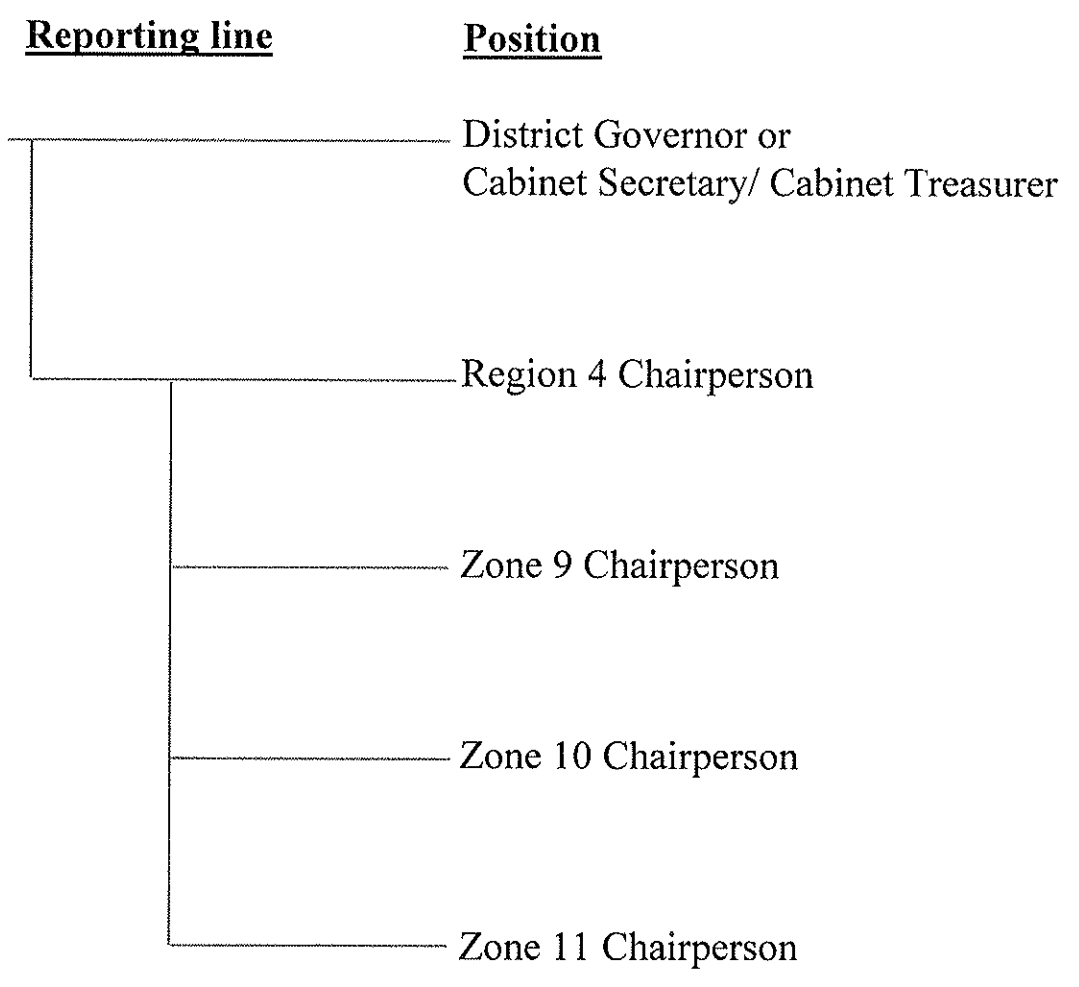 Reporting line Position
District Governor or
Cabinet Secretary/ Cabinet Treasurer
Region 4 Chairperson
Zone 9 Chairperson
Zone 10 Chairperson
Zone 11 Chairperson